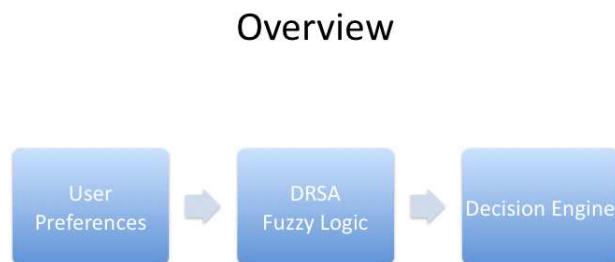 Overview
User
Preferences
DRSA
Fuzzy Logic
Decision Engine